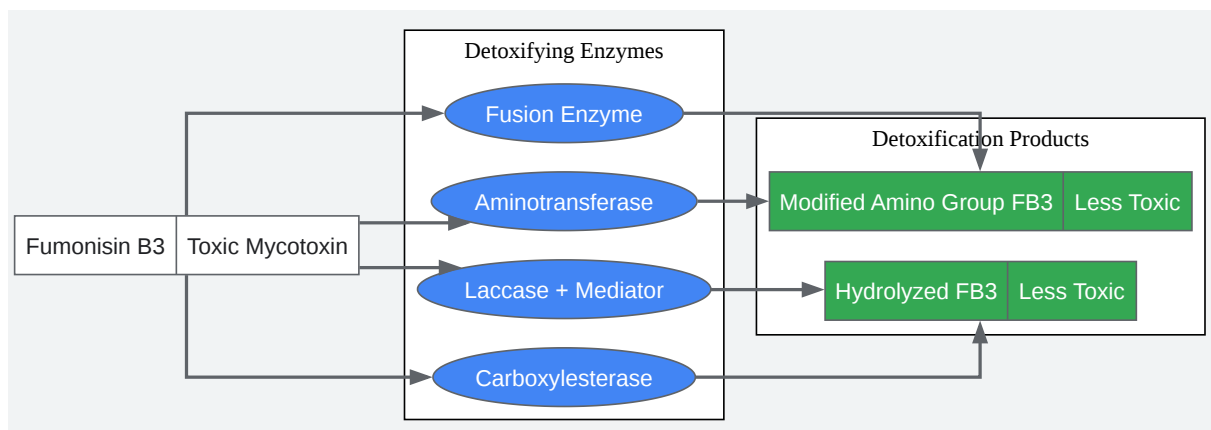 Detoxifying Enzymes
Fusion Enzyme
Detoxification Products
Aminotransferase
Modified Amino Group FB3
Less Toxic
Fumonisin B3
Toxic Mycotoxin
Laccase + Mediator
Hydrolyzed FB3
Less Toxic
Carboxylesterase